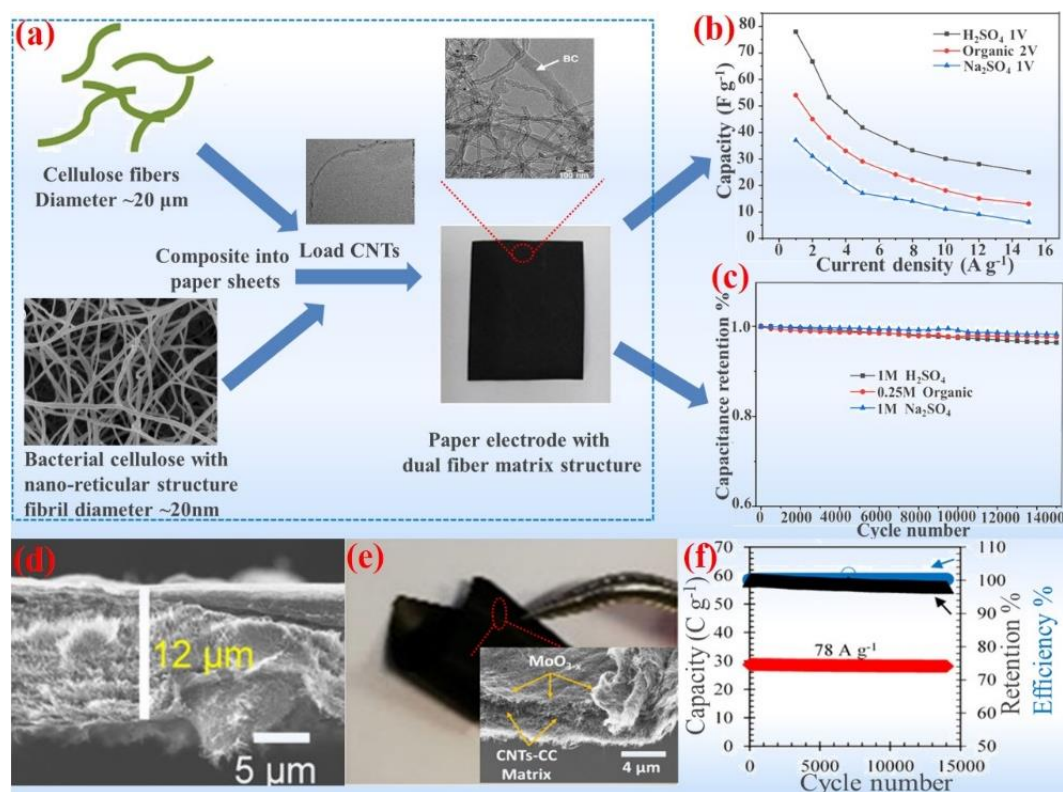 (a)
Cellulose fibers
Diameter ~20 µm
Composite into
paper sheets
Load CNTs
Bacterial cellulose with
nano-reticular structure
fibril diameter ~20nm
BC
100 nm
Paper electrode with
dual fiber matrix structure
(b)
Capacity (F g⁻¹)
80
70
60
50
40
30
20
10
0
H₂SO₄ 1V
Organic 2V
Na₂SO₄ 1V
0 2 4 6 8 10 12 14 16
Current density (A g⁻¹)
(c)
Capacitance retention %
1.0
0.8
0.6
1M H₂SO₄
0.25M Organic
1M Na₂SO₄
0 2000 4000 6000 8000 10000 12000 14000
Cycle number
(d)
12 µm
5 µm
(e)
MoO₃₋ₓ
CNTs-CC
Matrix
4 µm
(f)
Capacity (C g⁻¹)
70
60
50
40
30
20
10
0
78 A g⁻¹
110
100
90
80
70
60
50
Retention %
Efficiency %
0 5000 10000 15000
Cycle number